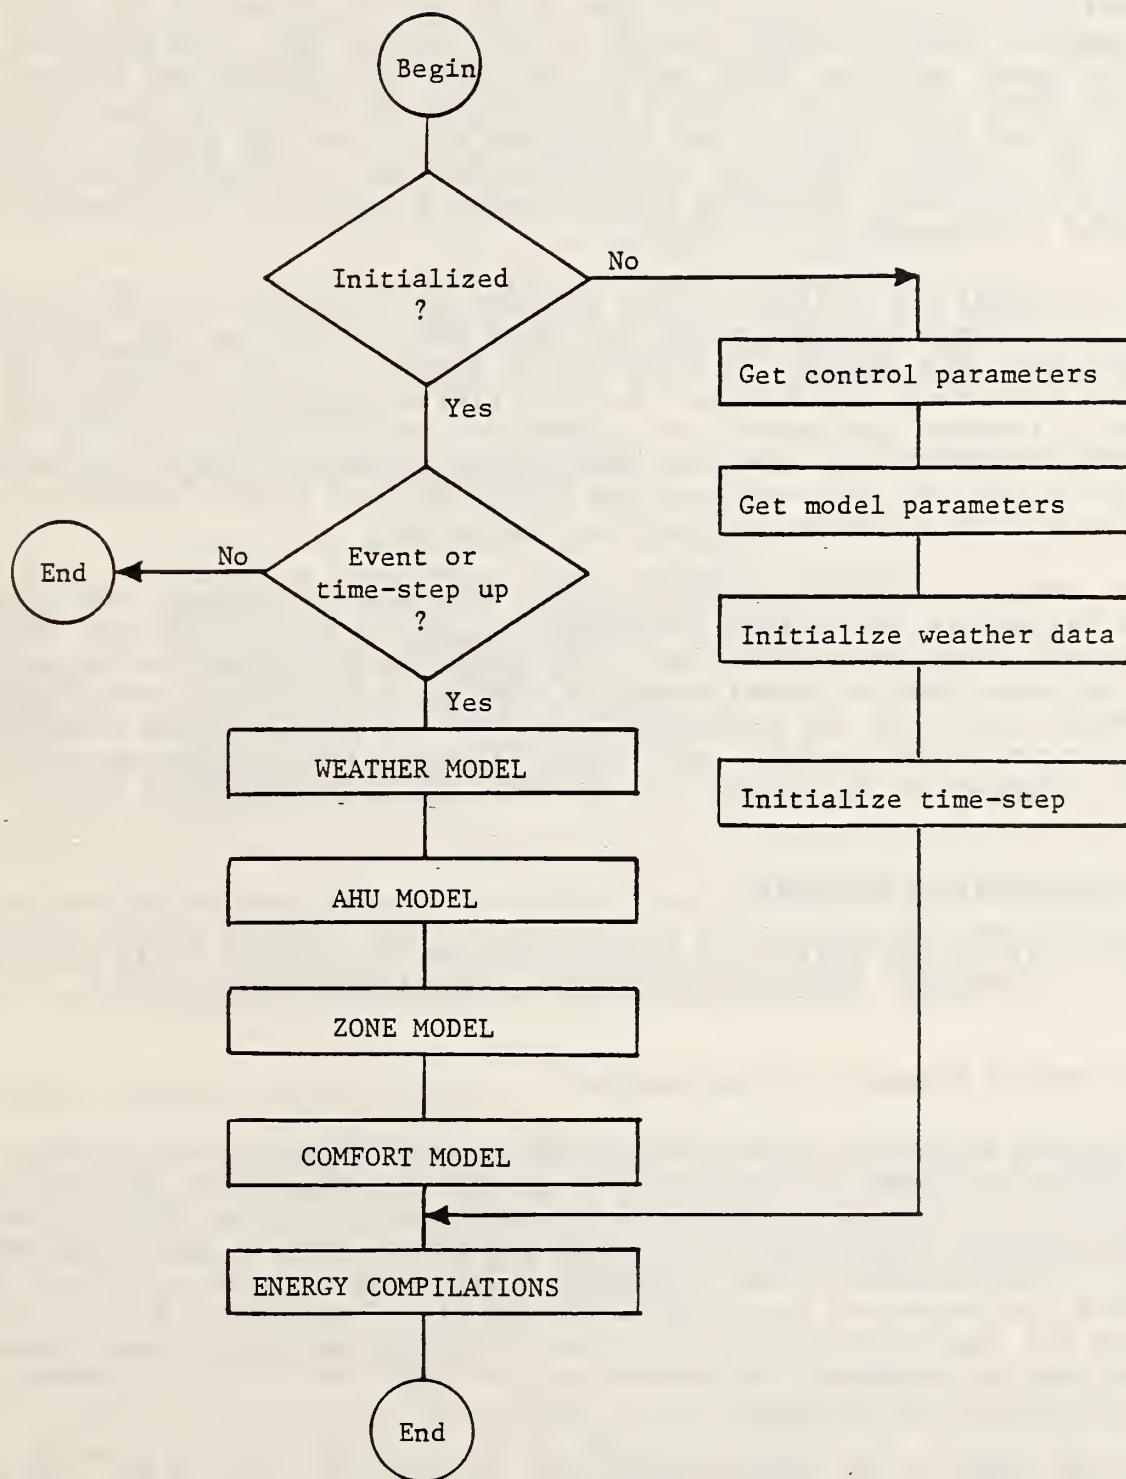 Begin
Initialized
?
No
Yes
Get control parameters
Get model parameters
Initialize weather data
Initialize time-step
Event or
time-step up
?
No
End
Yes
WEATHER MODEL
AHU MODEL
ZONE MODEL
COMFORT MODEL
ENERGY COMPILATIONS
End